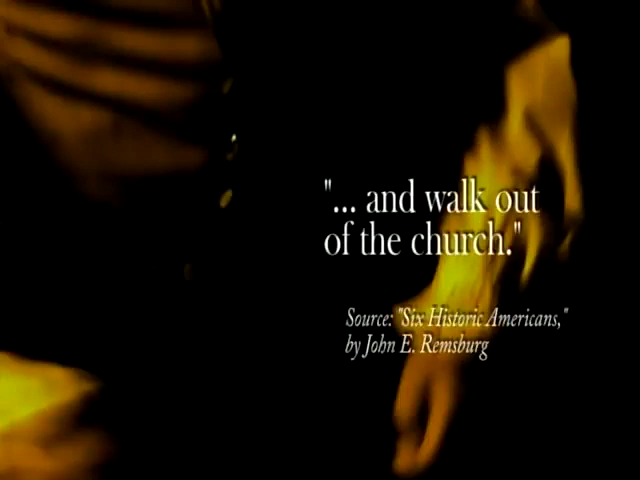 "... and walk out
of the church."
Source: "Six Historic Americans,"
by John E. Remsburg